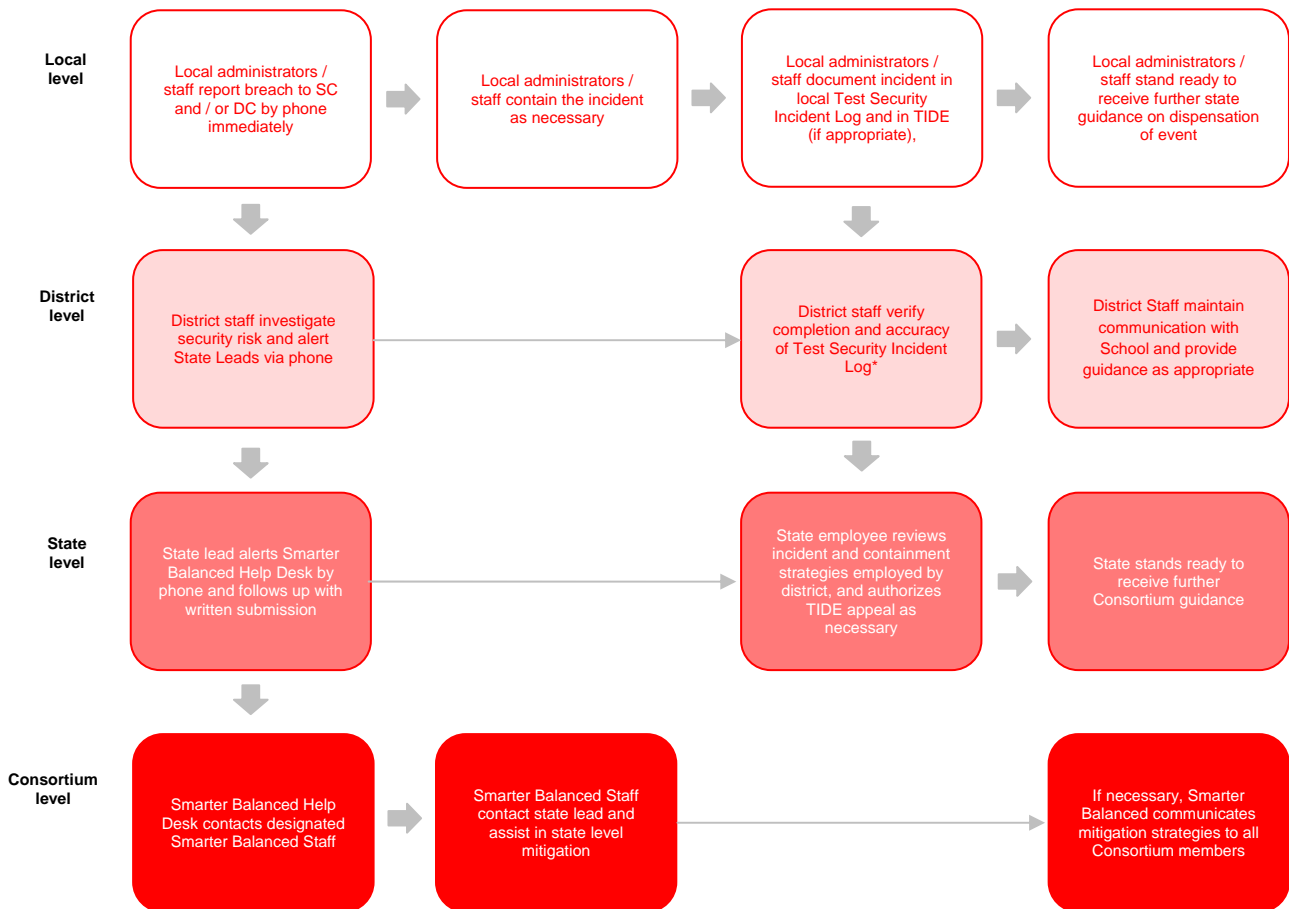 Local
level
Local administrators /
staff report breach to SC
and / or DC by phone
immediately
Local administrators /
staff contain the incident
as necessary
Local administrators /
staff document incident in
local Test Security
Incident Log and in TIDE
(if appropriate),
Local administrators /
staff stand ready to
receive further state
guidance on dispensation
of event
District
level
District staff investigate
security risk and alert
State Leads via phone
District staff verify
completion and accuracy
of Test Security Incident
Log*
District Staff maintain
communication with
School and provide
guidance as appropriate
State
level
State lead alerts Smarter
Balanced Help Desk by
phone and follows up with
written submission
State employee reviews
incident and containment
strategies employed by
district, and authorizes
TIDE appeal as
necessary
State stands ready to
receive further
Consortium guidance
Consortium
level
Smarter Balanced Help
Desk contacts designated
Smarter Balanced Staff
Smarter Balanced Staff
contact state lead and
assist in state level
mitigation
If necessary, Smarter
Balanced communicates
mitigation strategies to all
Consortium members